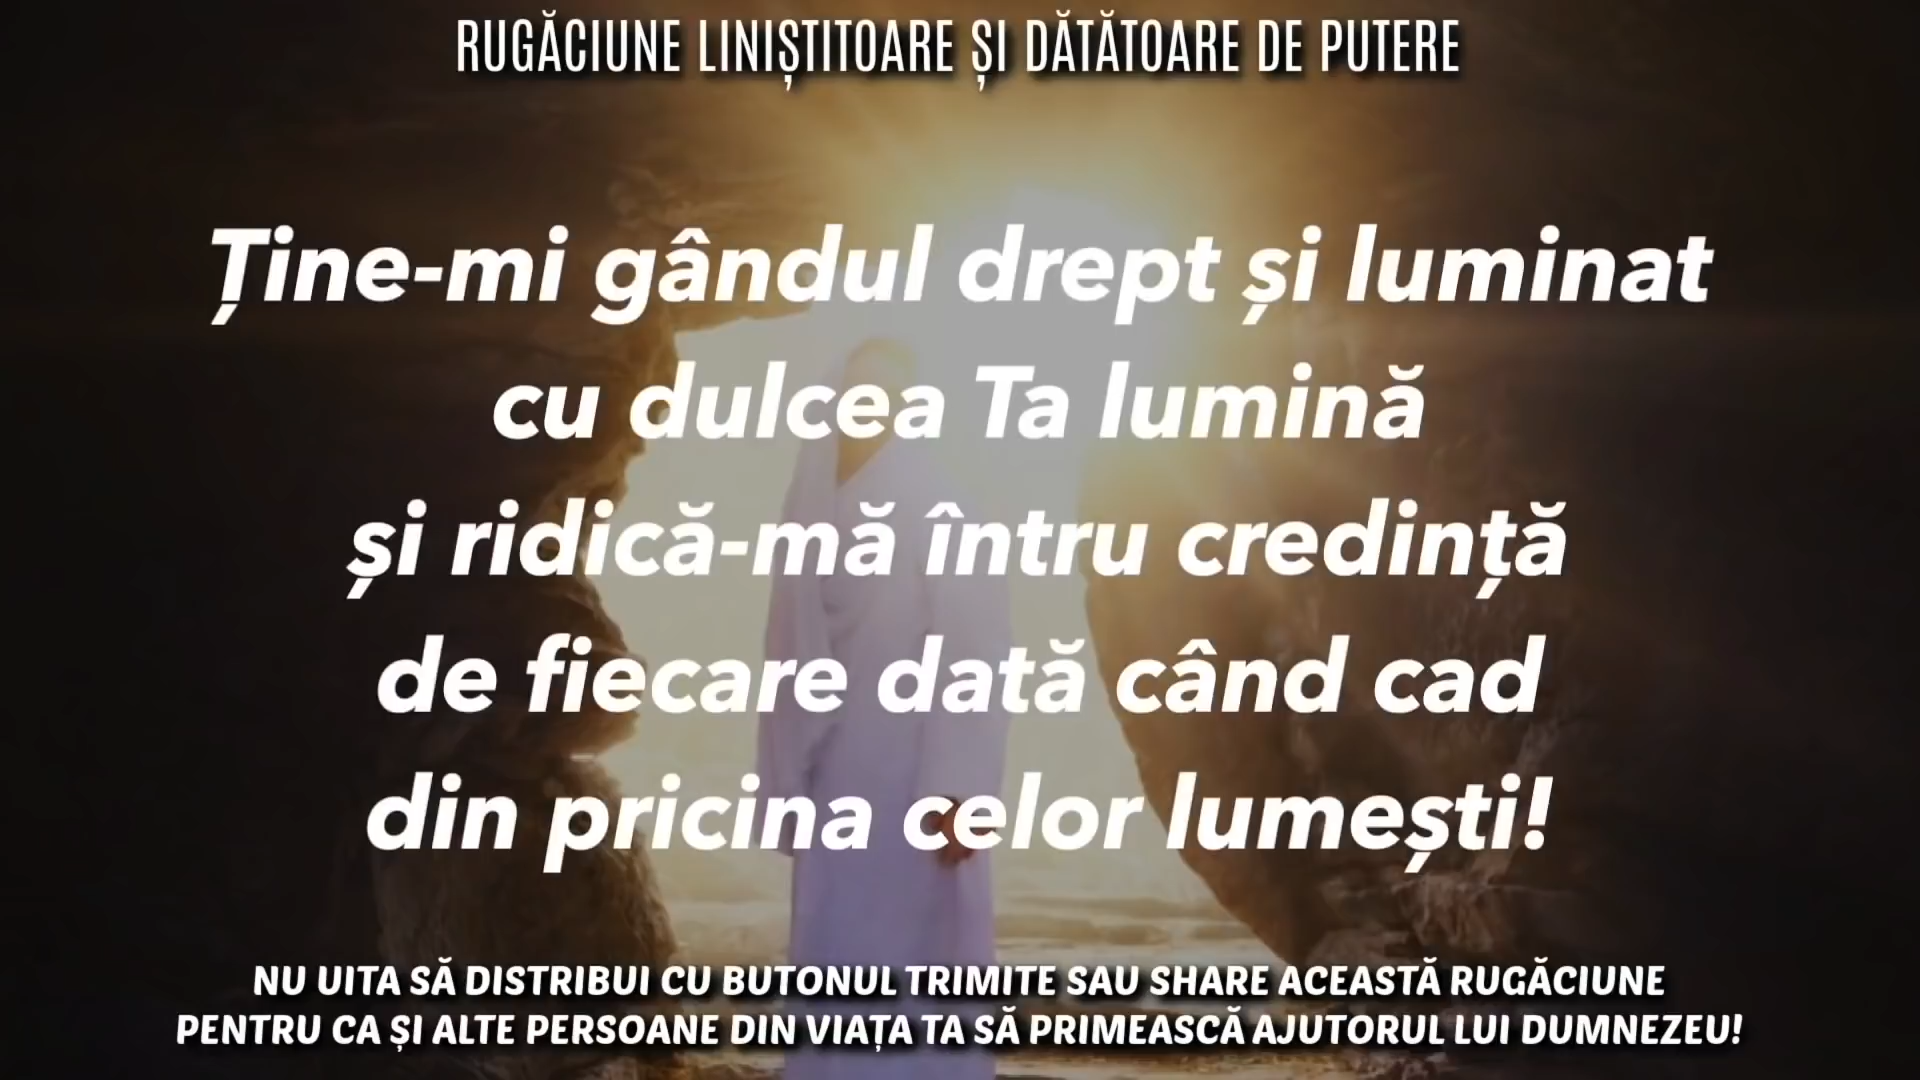 RUGĂCIUNE LINIȘTITOARE ȘI DĂTĂTOARE DE PUTERE
Ține-mi gândul drept și luminat
cu dulcea Ta lumină
și ridică-mă întru credință
de fiecare dată când cad
din pricina celor lumești!
NU UITA SĂ DISTRIBUI CU BUTONUL TRIMITE SAU SHARE ACEASTĂ RUGĂCIUNE
PENTRU CA ȘI ALTE PERSOANE DIN VIAȚA TA SĂ PRIMEASCĂ AJUTORUL LUI DUMNEZEU!